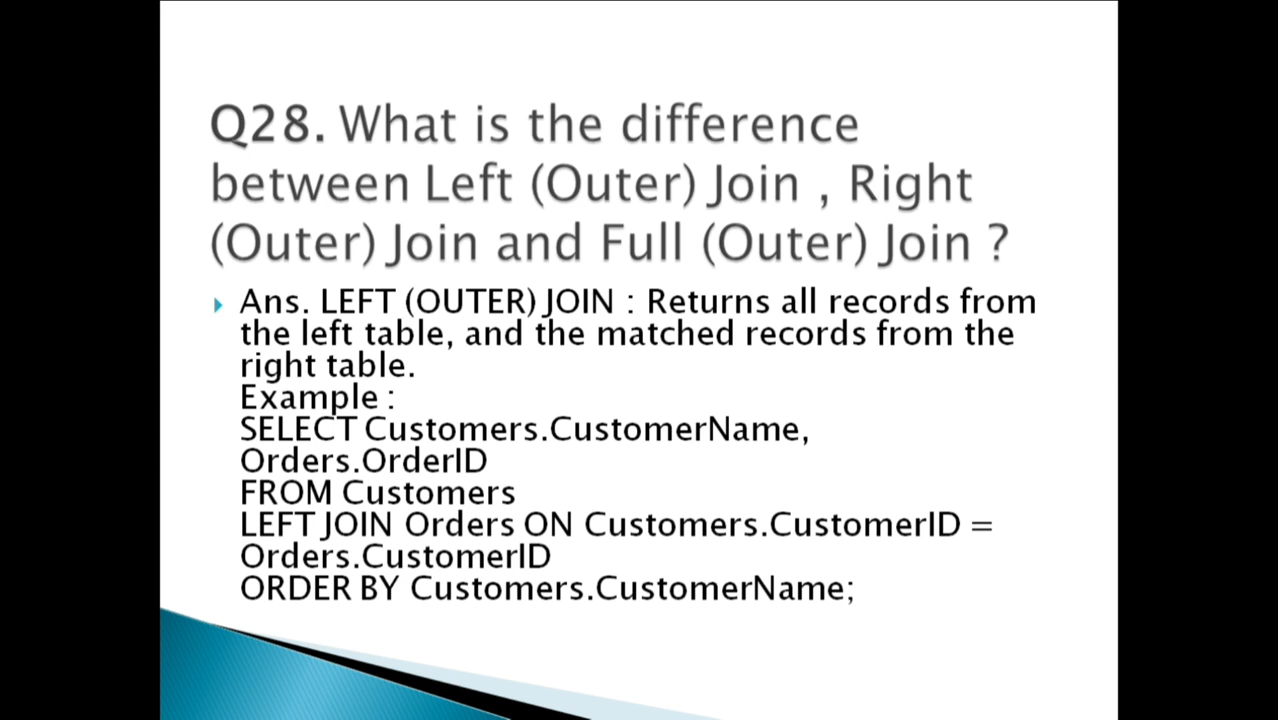 Q28. What is the difference
between Left (Outer) Join , Right
(Outer) Join and Full (Outer) Join ?
Ans. LEFT (OUTER) JOIN : Returns all records from
the left table, and the matched records from the
right table.
Example :
SELECT Customers.CustomerName,
Orders.OrderID
FROM Customers
LEFT JOIN Orders ON Customers.CustomerID =
Orders.CustomerID
ORDER BY Customers.CustomerName;